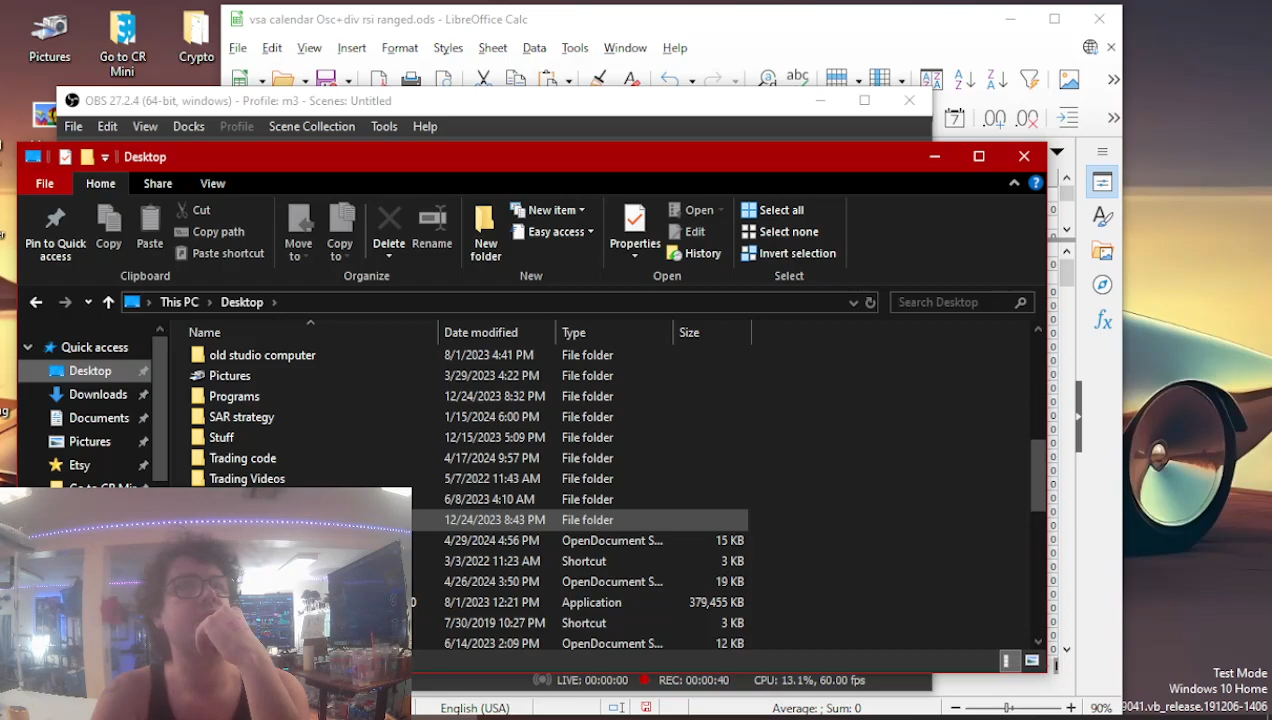 vsa calendar Osc+div rsi ranged.ods - LibreOffice Calc
Pictures
Go to CR
Mini
Crypto
File Edit View Insert Format Styles Sheet Data Tools Window Help
OBS 27.2.4 (64-bit, windows) - Profile: m3 - Scenes: Untitled
File Edit View Docks Profile Scene Collection Tools Help
Desktop
File Home Share View
Pin to Quick
access
Copy
Paste
Cut
Copy path
Paste shortcut
Clipboard
Move
to
Copy
to
Delete
Rename
Organize
New
folder
New item
Easy access
New
Properties
Open
Edit
History
Open
Select all
Select none
Invert selection
Select
This PC Desktop
Search Desktop
Quick access
Desktop
Downloads
Documents
Pictures
Etsy
Name Date modified Type Size
old studio computer 8/1/2023 4:41 PM File folder
Pictures 3/29/2023 4:22 PM File folder
Programs 12/24/2023 8:32 PM File folder
SAR strategy 1/15/2024 6:00 PM File folder
Stuff 12/15/2023 5:09 PM File folder
Trading code 4/17/2024 9:57 PM File folder
Trading Videos 5/7/2022 11:43 AM File folder
6/8/2023 4:10 AM File folder
12/24/2023 8:43 PM File folder
4/29/2024 4:56 PM OpenDocument S... 15 KB
3/3/2022 11:23 AM Shortcut 3 KB
4/26/2024 3:50 PM OpenDocument S... 19 KB
8/1/2023 12:21 PM Application 379,455 KB
7/30/2019 10:27 PM Shortcut 3 KB
6/14/2023 2:09 PM OpenDocument S... 12 KB
LIVE: 00:00:00 REC: 00:00:40 CPU: 13.1%, 60.00 fps
English (USA) Average: ; Sum: 0 90%
Test Mode
Windows 10 Home
9041.vb_release.191206-1406